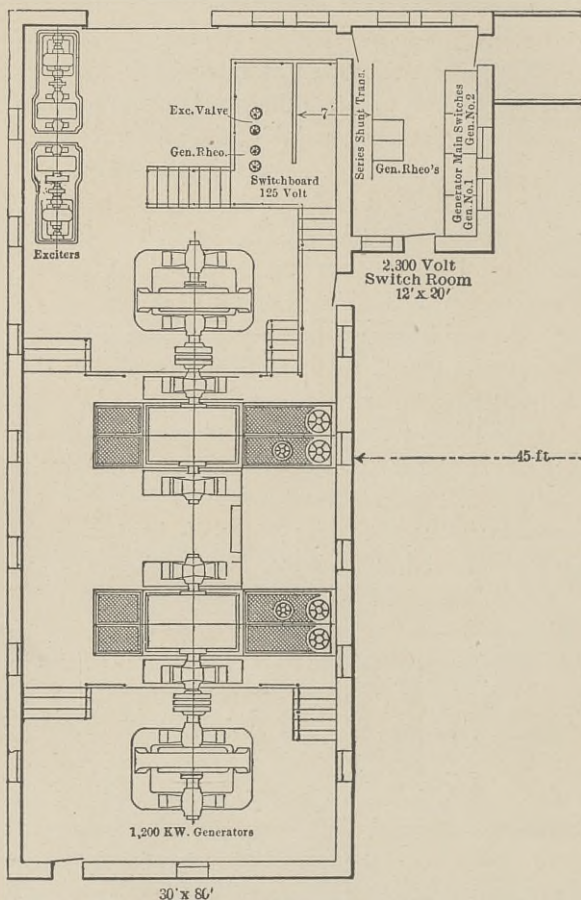 Exc. Valve
Gen. Rheo.
Switchboard
125 Volt
7'
Series Shunt Trans.
Gen. Rheo's
Generator Main Switches
Gen. No. 1 Gen. No. 2
Exciters
2,300 Volt
Switch Room
12' x 20'
45 ft
1,200 KW. Generators
30' x 80'